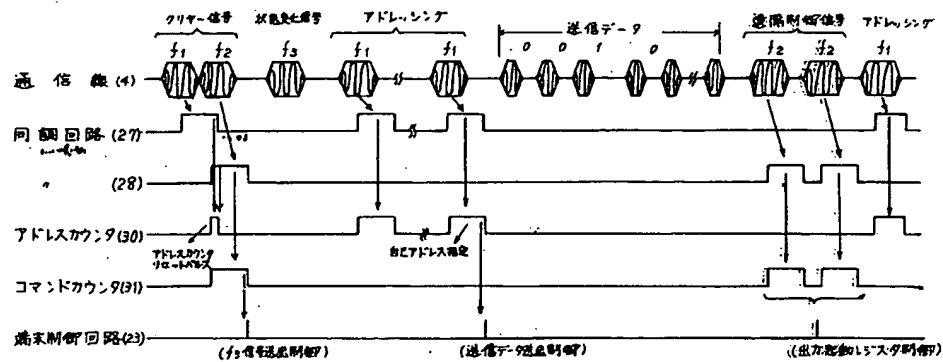 クリヤー信号 状態変化信号 アドレッシング 送信データ 遠隔制御信号 アドレッシング
f1 f2 f3 f1 f1 0 0 1 0 f2 f2 f1
通信線(4)
同調回路(27)
〃 (28)
アドレスカウンタ(30)
アドレスカウンタ
リセットパルス
自己アドレス指定
コマンドカウンタ(31)
端末制御回路(23)
(f3信号送出制御) (送信データ送出制御) (出力起動レジスタ制御)